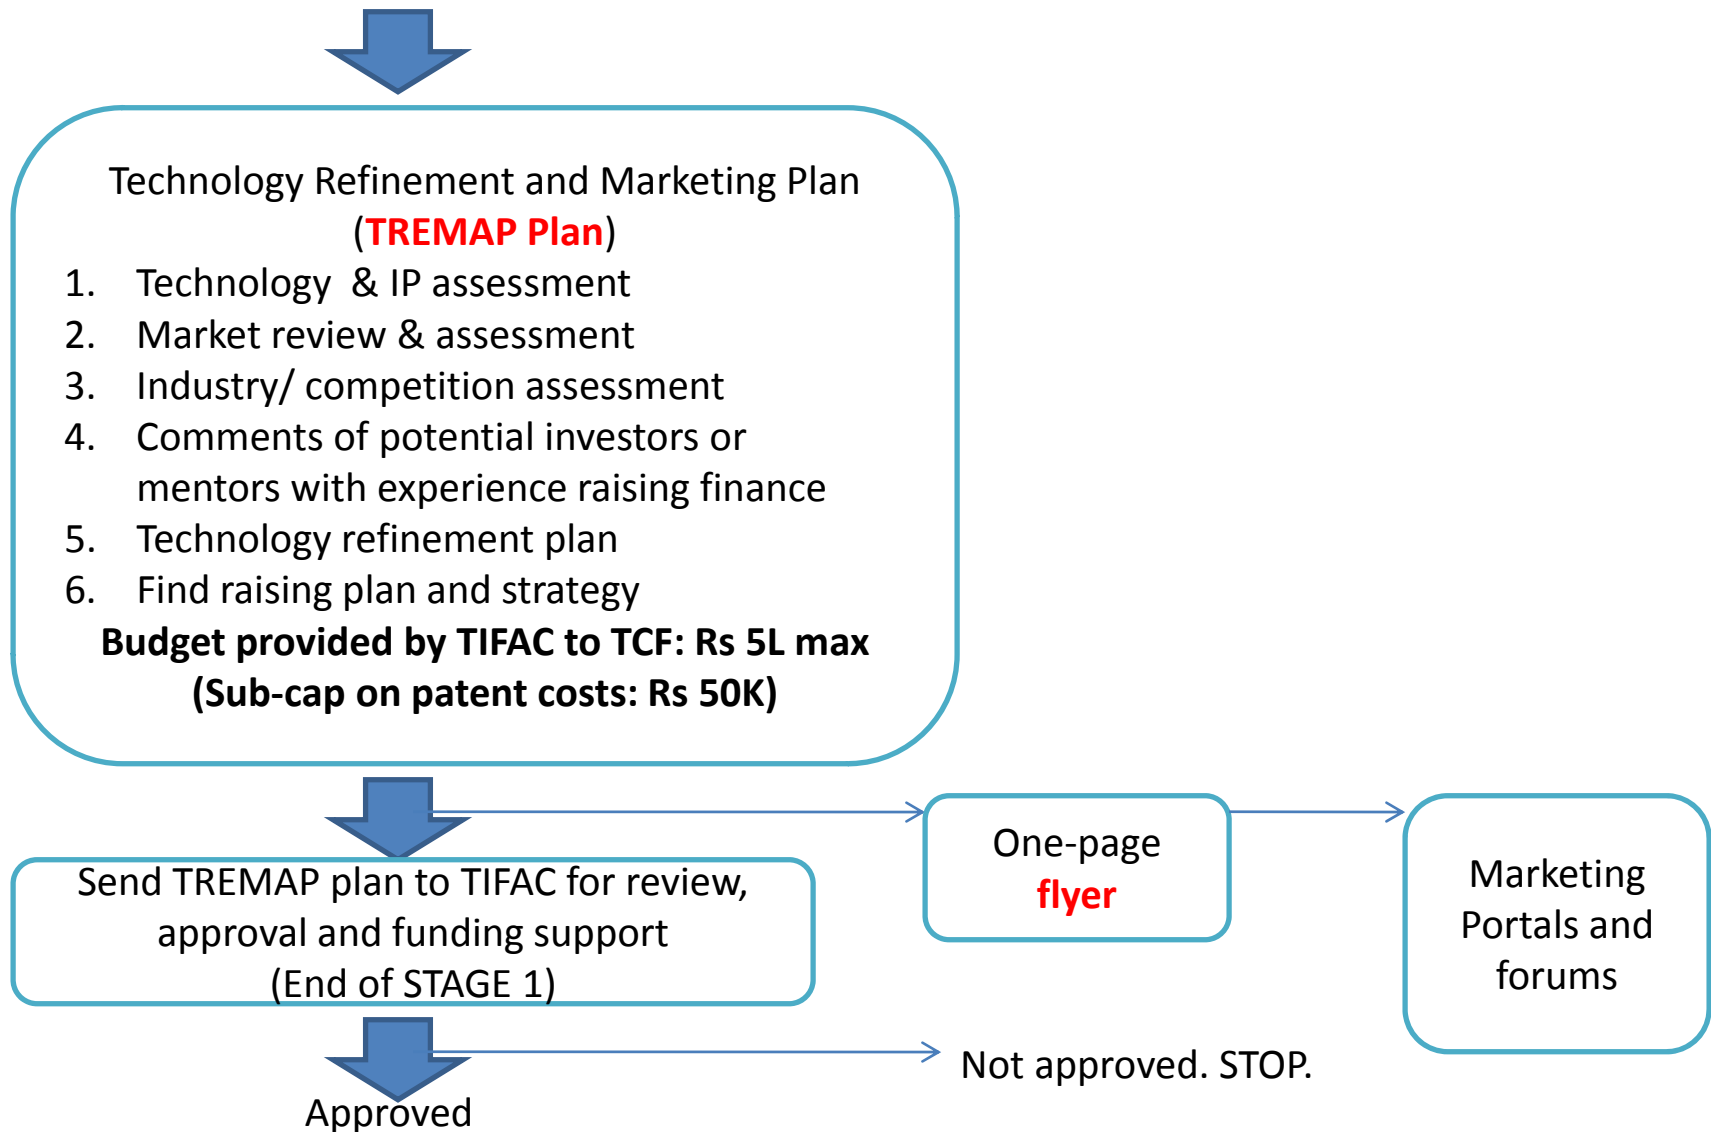 Technology Refinement and Marketing Plan
(TREMAP Plan)
1. Technology & IP assessment
2. Market review & assessment
3. Industry/ competition assessment
4. Comments of potential investors or
mentors with experience raising finance
5. Technology refinement plan
6. Find raising plan and strategy
Budget provided by TIFAC to TCF: Rs 5L max
(Sub-cap on patent costs: Rs 50K)
Send TREMAP plan to TIFAC for review,
approval and funding support
(End of STAGE 1)
One-page
flyer
Marketing
Portals and
forums
Not approved. STOP.
Approved